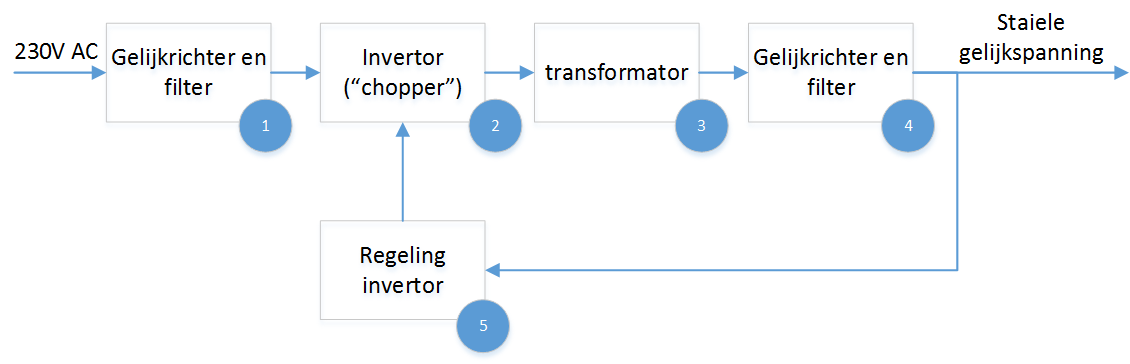 230V AC
Gelijkrichter en
filter
1
Invertor
(“chopper”)
2
transformator
3
Gelijkrichter en
filter
4
Staiele
gelijkspanning
Regeling
invertor
5